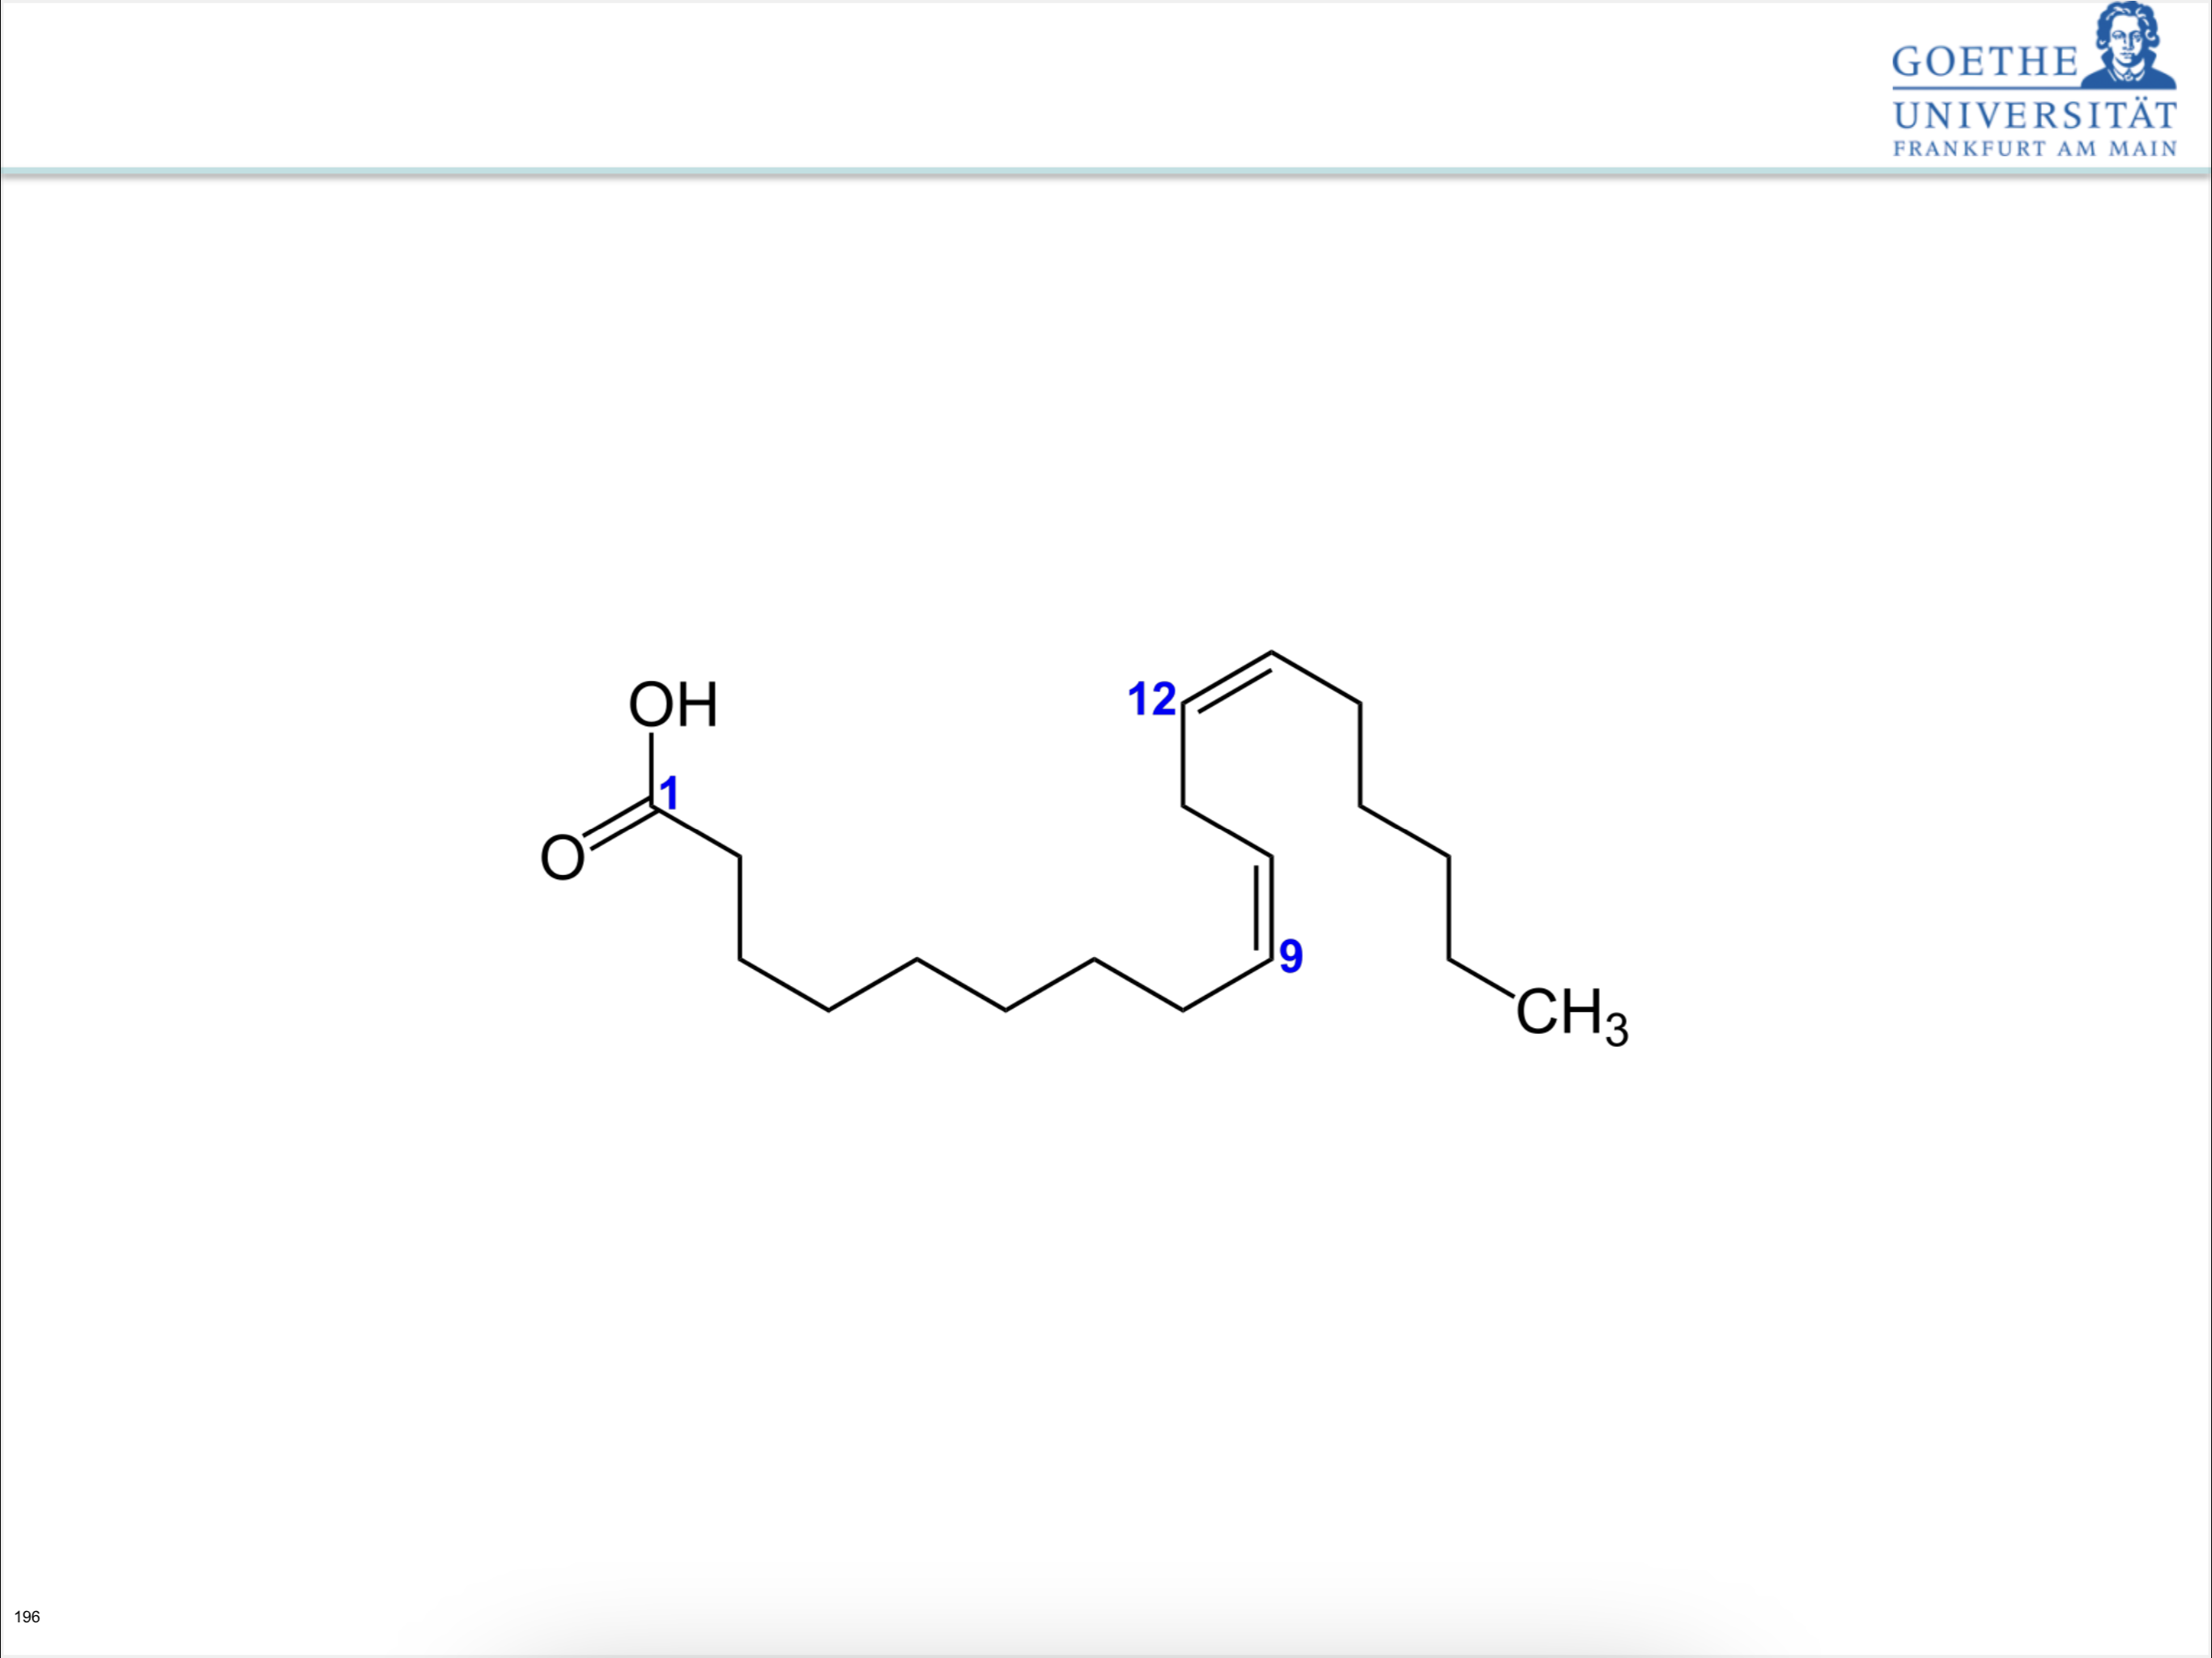 GOETHE
UNIVERSITÄT
FRANKFURT AM MAIN
12
OH
1
O
9
CH3
196